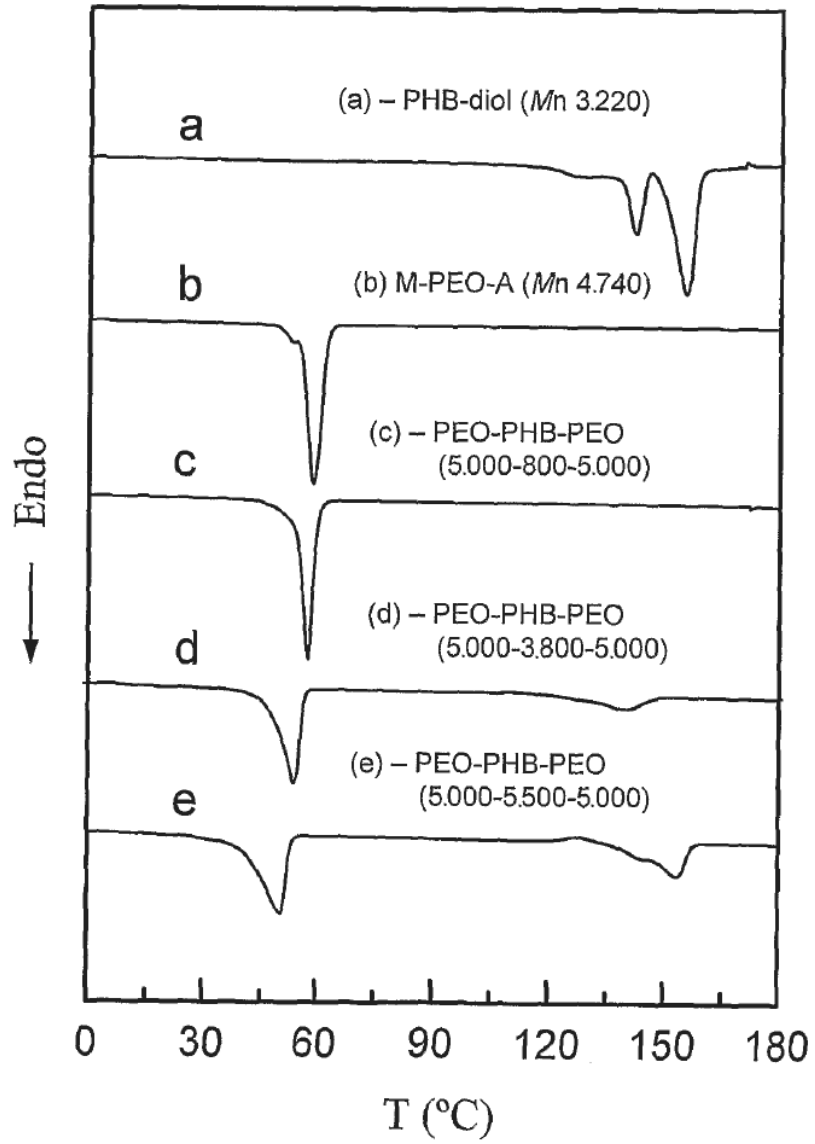 a
(a) – PHB-diol (Mn 3.220)
b
(b) M-PEO-A (Mn 4.740)
c
(c) – PEO-PHB-PEO
(5.000-800-5.000)
d
(d) – PEO-PHB-PEO
(5.000-3.800-5.000)
e
(e) – PEO-PHB-PEO
(5.000-5.500-5.000)
Endo
0 30 60 90 120 150 180
T (ºC)